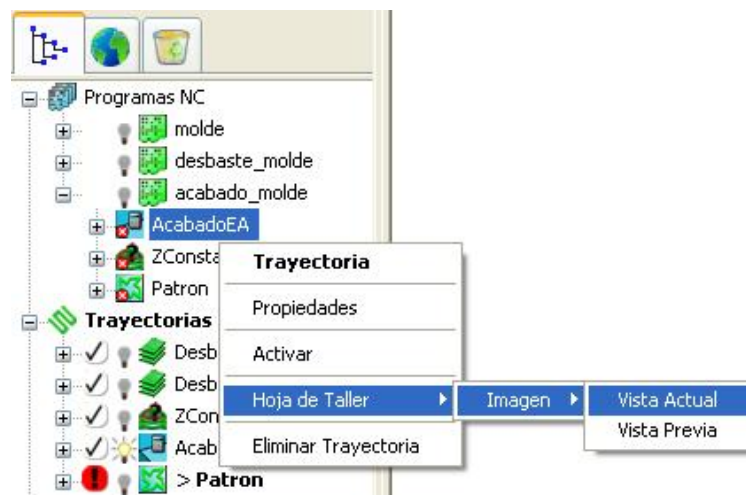 Programas NC
molde
desbaste_molde
acabado_molde
AcabadoEA
ZConsta
Patron
Trayectorias
Desb
Desb
ZCon
Acab
> Patron
Trayectoria
Propiedades
Activar
Hoja de Taller
Eliminar Trayectoria
Imagen
Vista Actual
Vista Previa